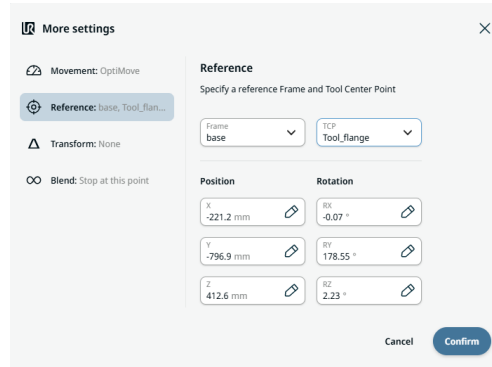 UR More settings
Movement: OptiMove
Reference: base, Tool_flan...
Transform: None
Blend: Stop at this point
Reference
Specify a reference Frame and Tool Center Point
Frame
base
TCP
Tool_flange
Position
Rotation
X
-221.2 mm
RX
-0.07 °
Y
-796.9 mm
RY
178.55 °
Z
412.6 mm
RZ
2.23 °
Cancel
Confirm